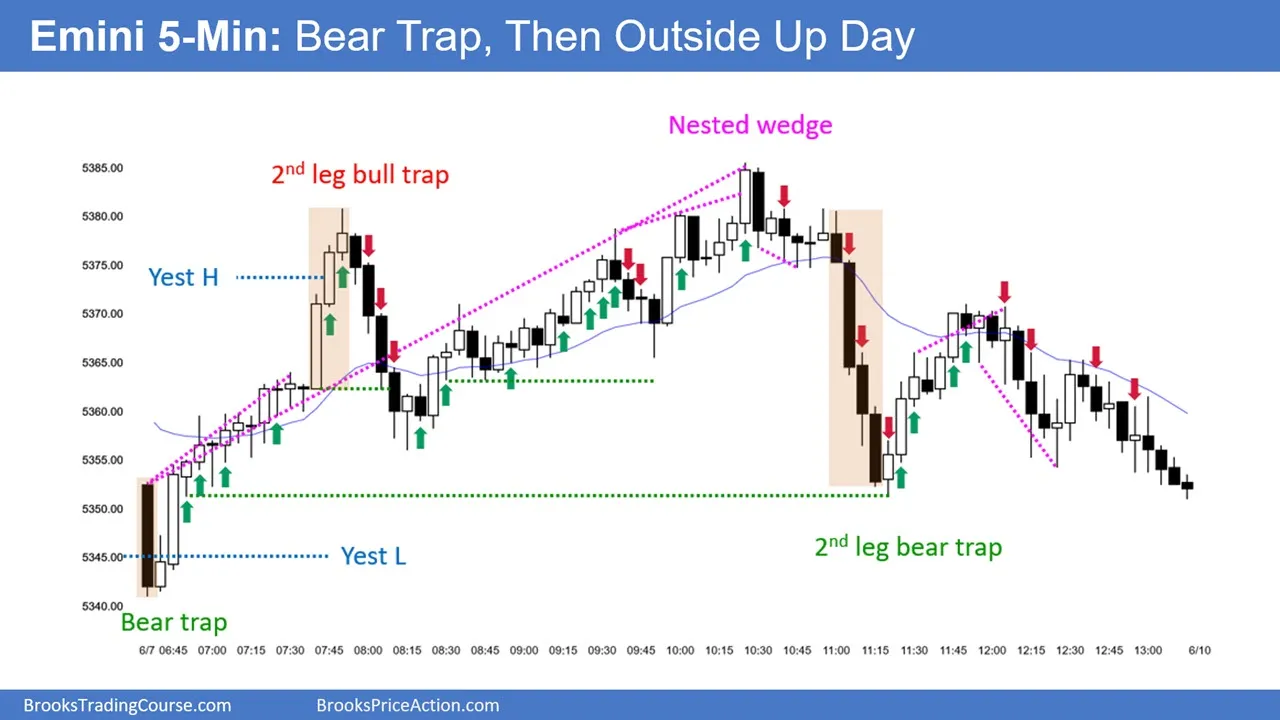 Emini 5-Min: Bear Trap, Then Outside Up Day
Nested wedge
2nd leg bull trap
Yest H
Yest L
2nd leg bear trap
Bear trap
5385.00
5380.00
5375.00
5370.00
5365.00
5360.00
5355.00
5350.00
5345.00
5340.00
6/7 06:45 07:00 07:15 07:30 07:45 08:00 08:15 08:30 08:45 09:00 09:15 09:30 09:45 10:00 10:15 10:30 10:45 11:00 11:15 11:30 11:45 12:00 12:15 12:30 12:45 13:00 6/10
BrooksTradingCourse.com BrooksPriceAction.com